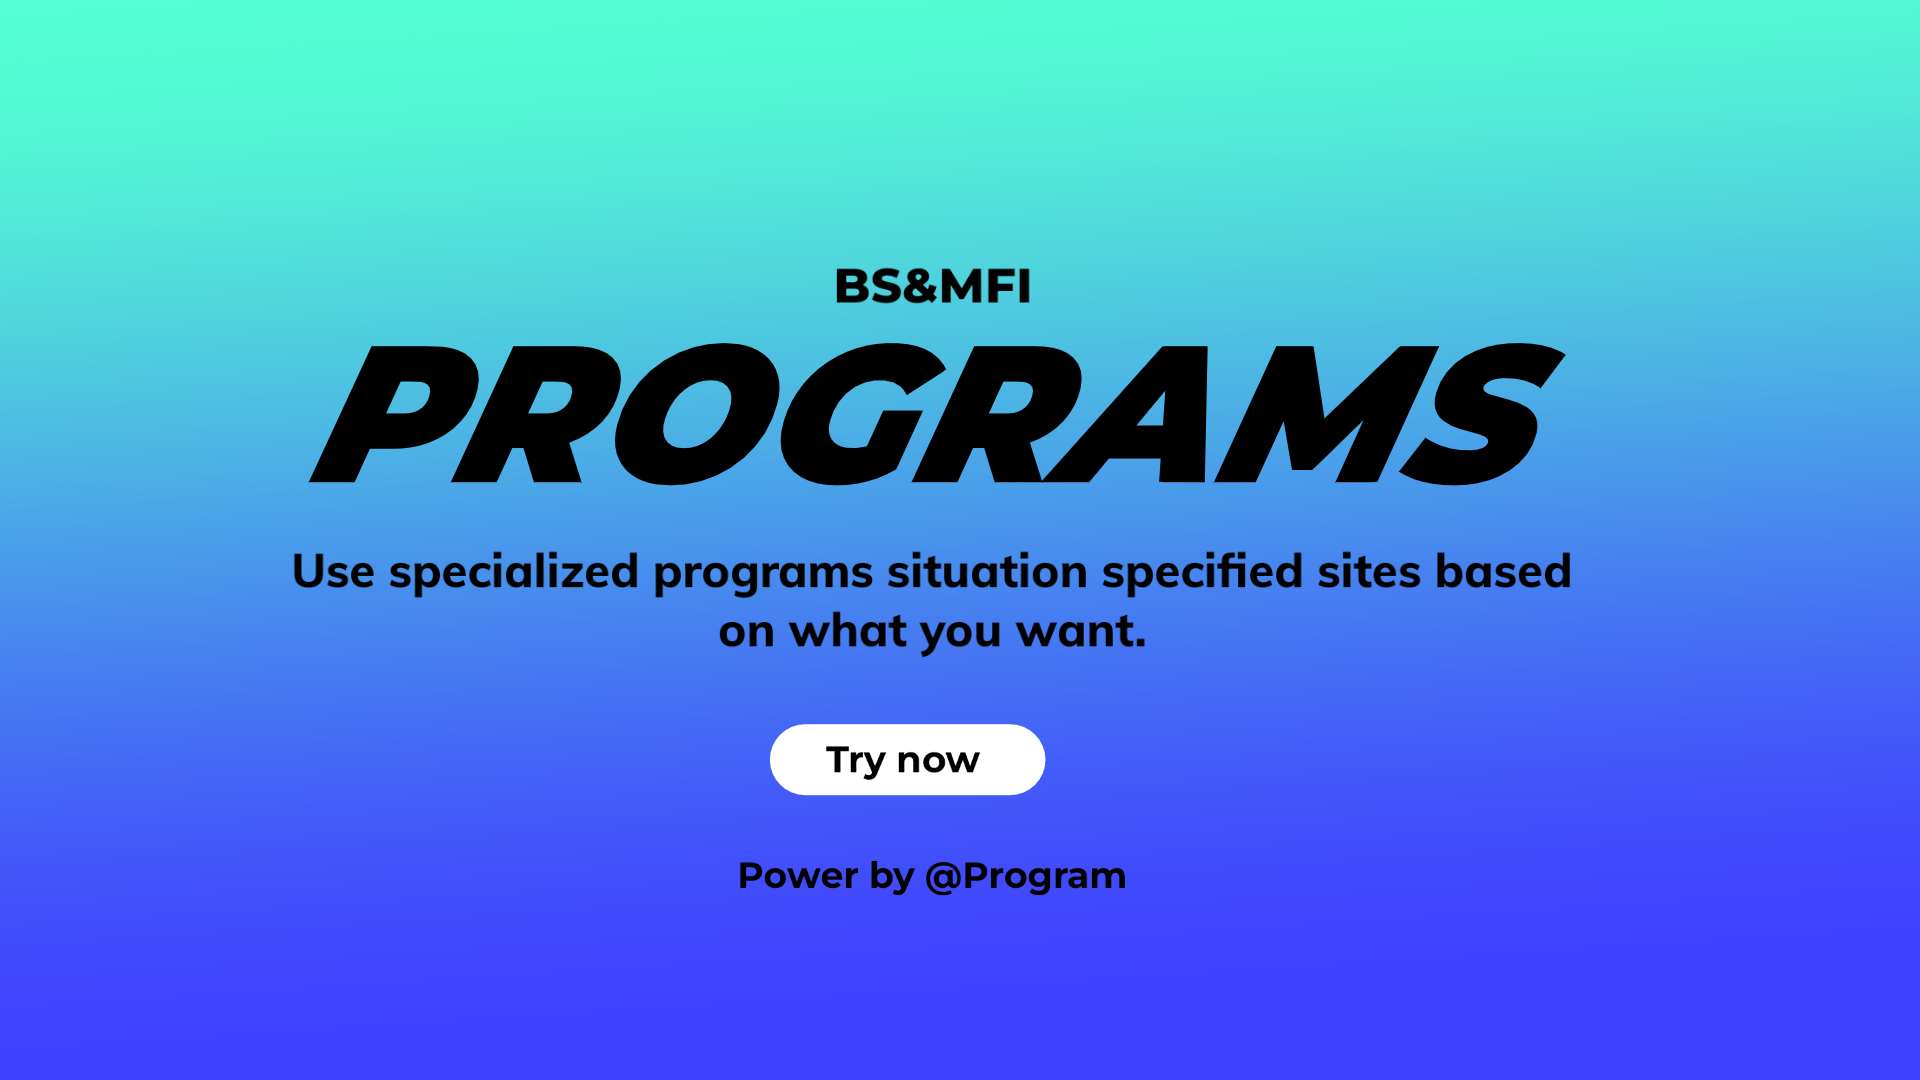 BS&MFI
PROGRAMS
Use specialized programs situation specified sites based
on what you want.
Try now
Power by @Program